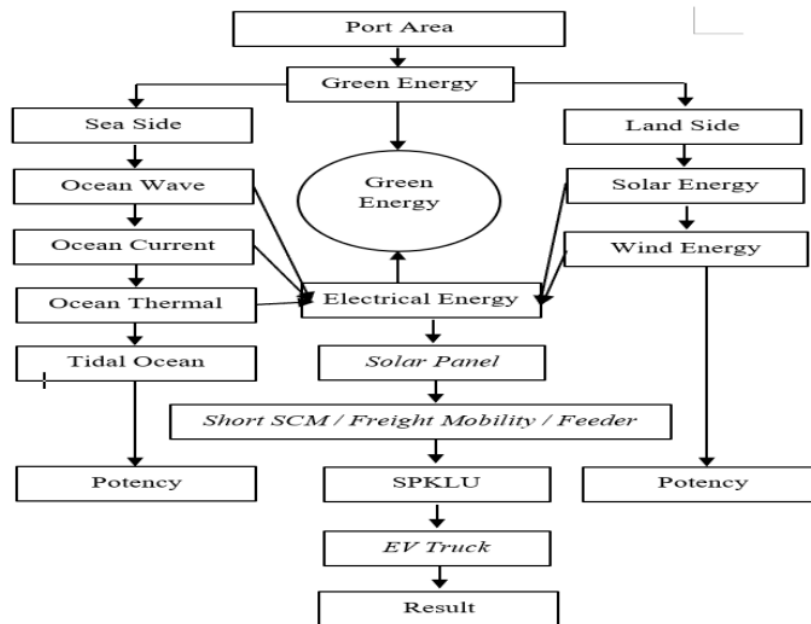 Port Area
Green Energy
Sea Side
Land Side
Ocean Wave
Green
Energy
Solar Energy
Ocean Current
Wind Energy
Ocean Thermal
Electrical Energy
Tidal Ocean
Solar Panel
Short SCM / Freight Mobility / Feeder
Potency
SPKLU
Potency
EV Truck
Result